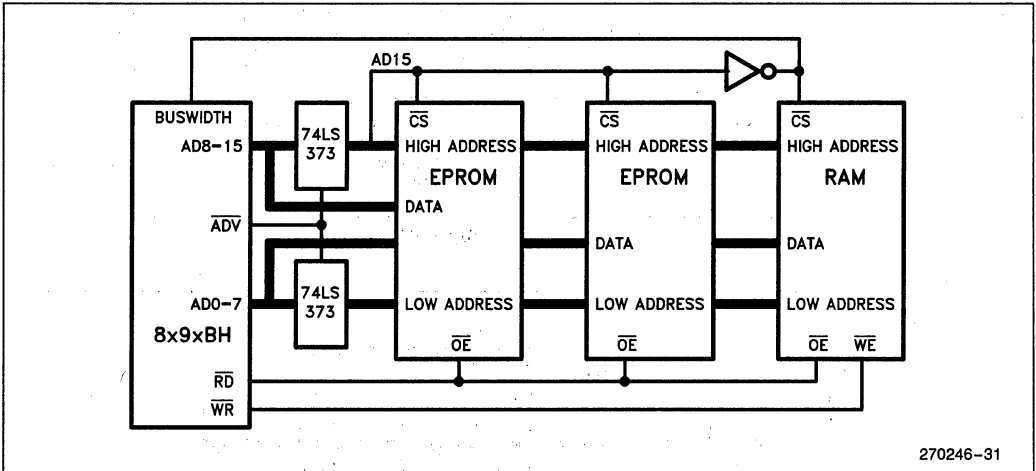 AD15
BUSWIDTH
AD8-15
ADV
AD0-7
8x9xBH
RD
WR
74LS
373
74LS
373
CS
HIGH ADDRESS
EPROM
DATA
LOW ADDRESS
OE
CS
HIGH ADDRESS
EPROM
DATA
LOW ADDRESS
OE
CS
HIGH ADDRESS
RAM
DATA
LOW ADDRESS
OE WE
270246-31